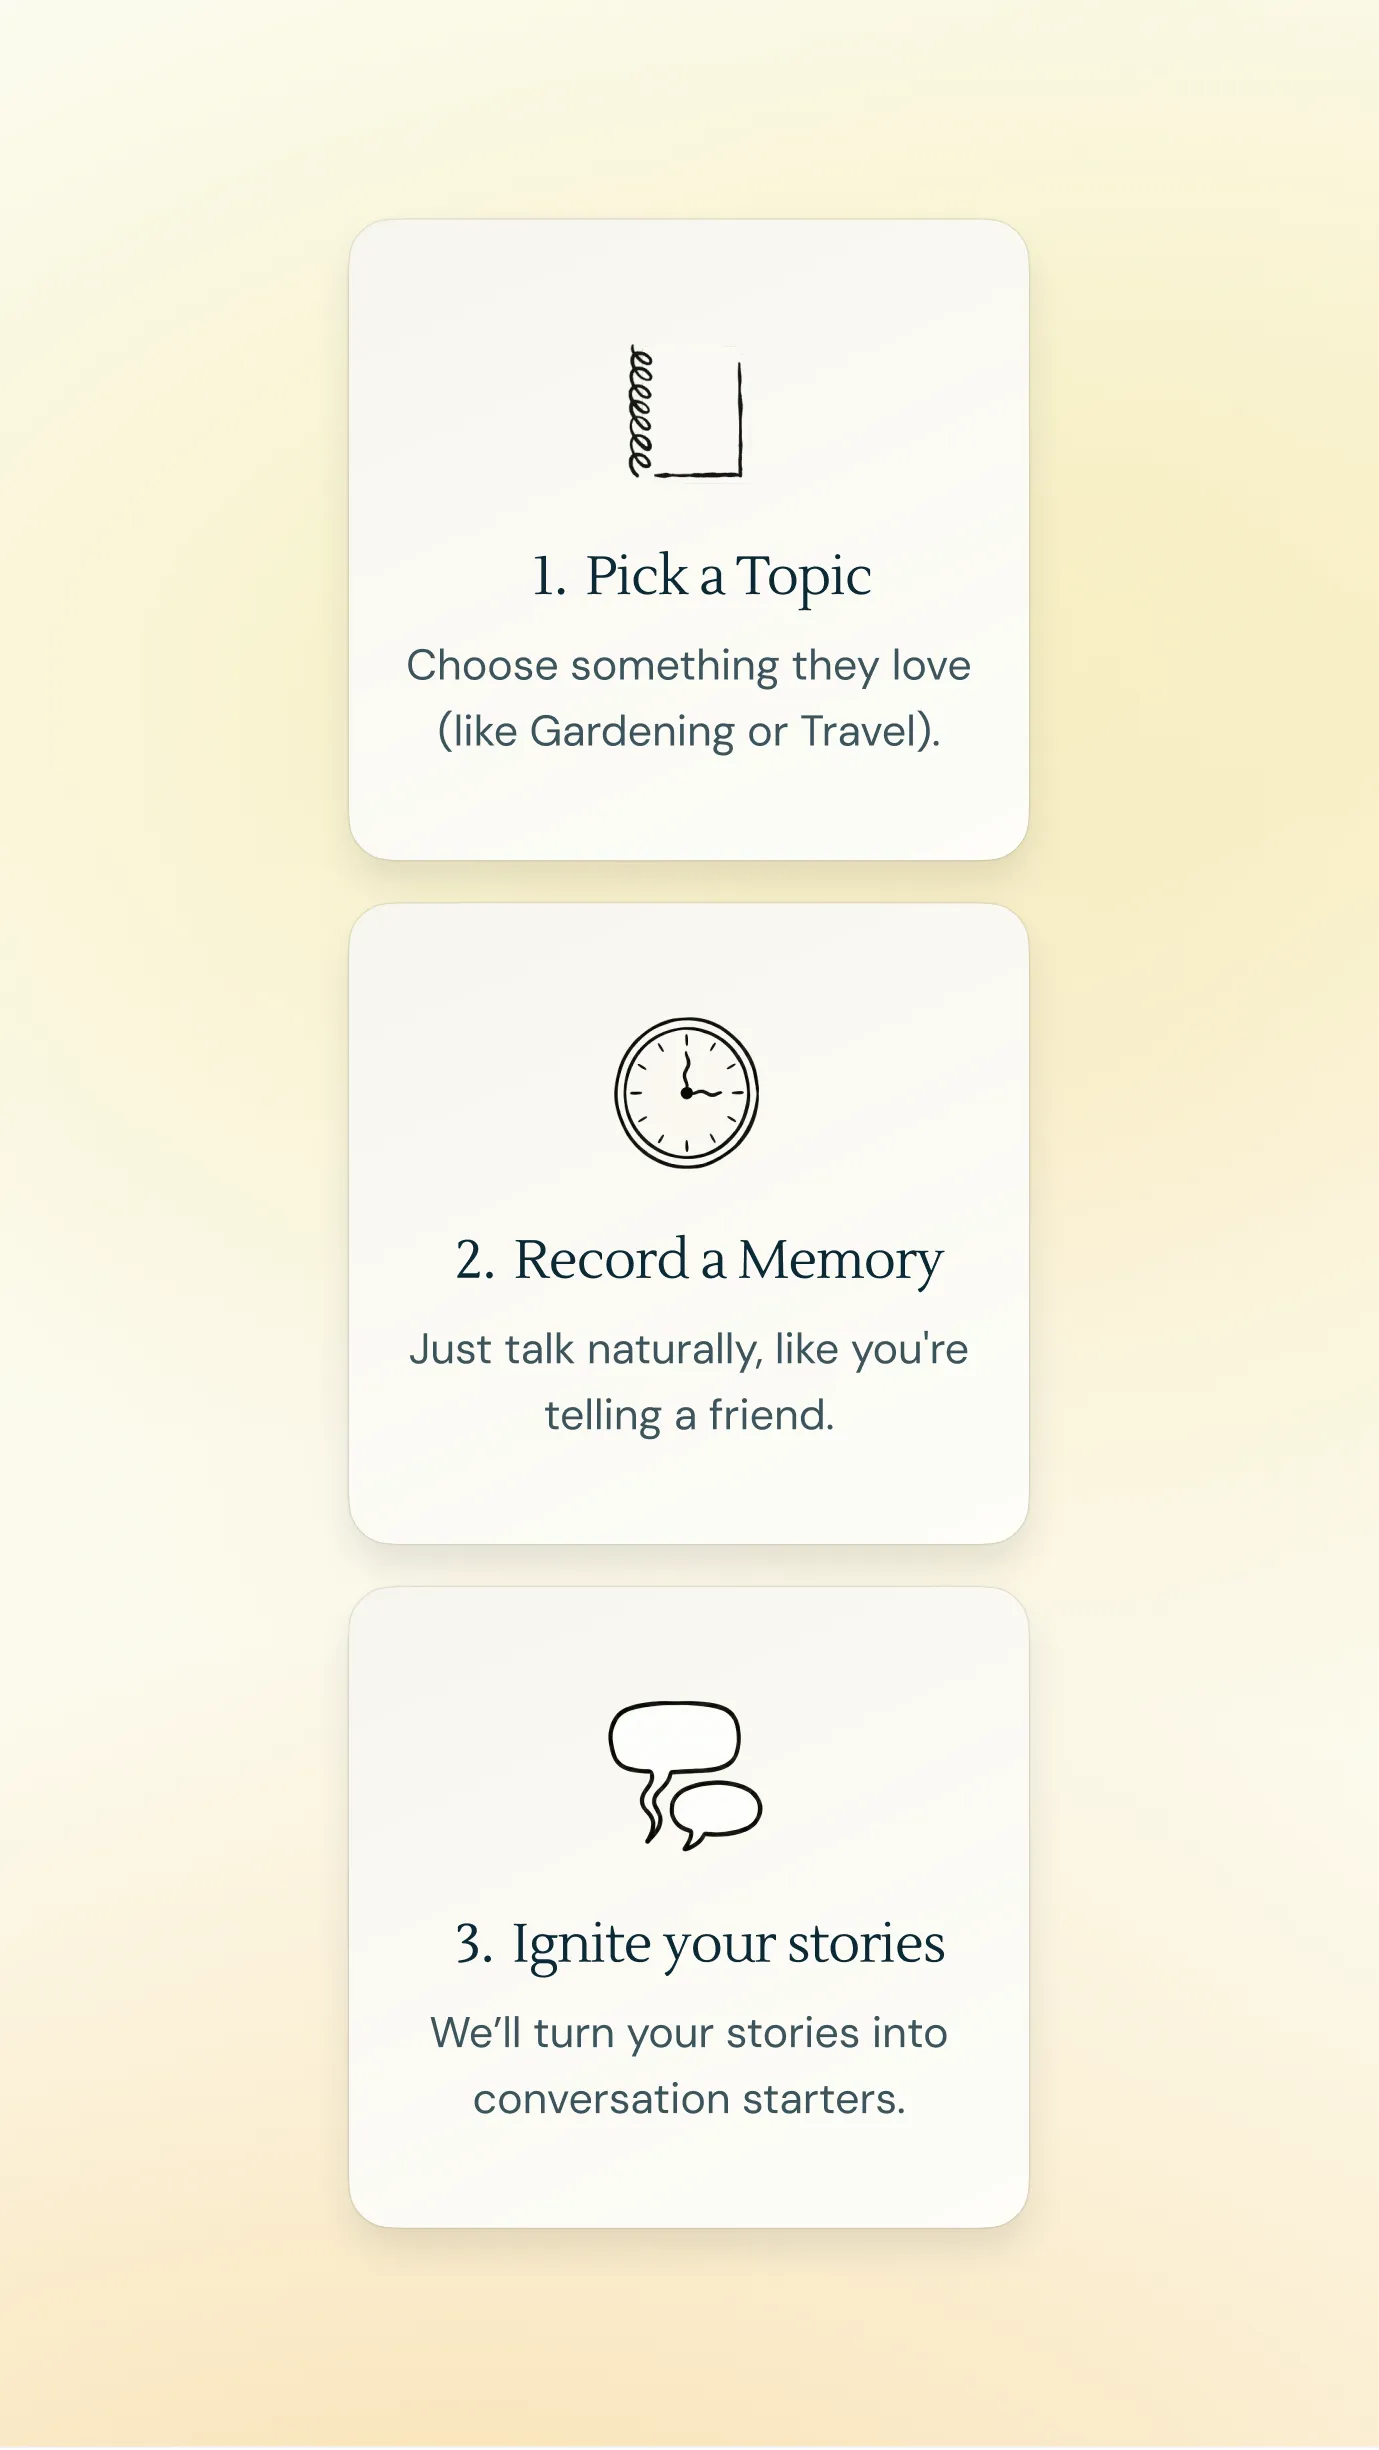 1. Pick a Topic
Choose something they love
(like Gardening or Travel).
2. Record a Memory
Just talk naturally, like you're
telling a friend.
3. Ignite your stories
We’ll turn your stories into
conversation starters.